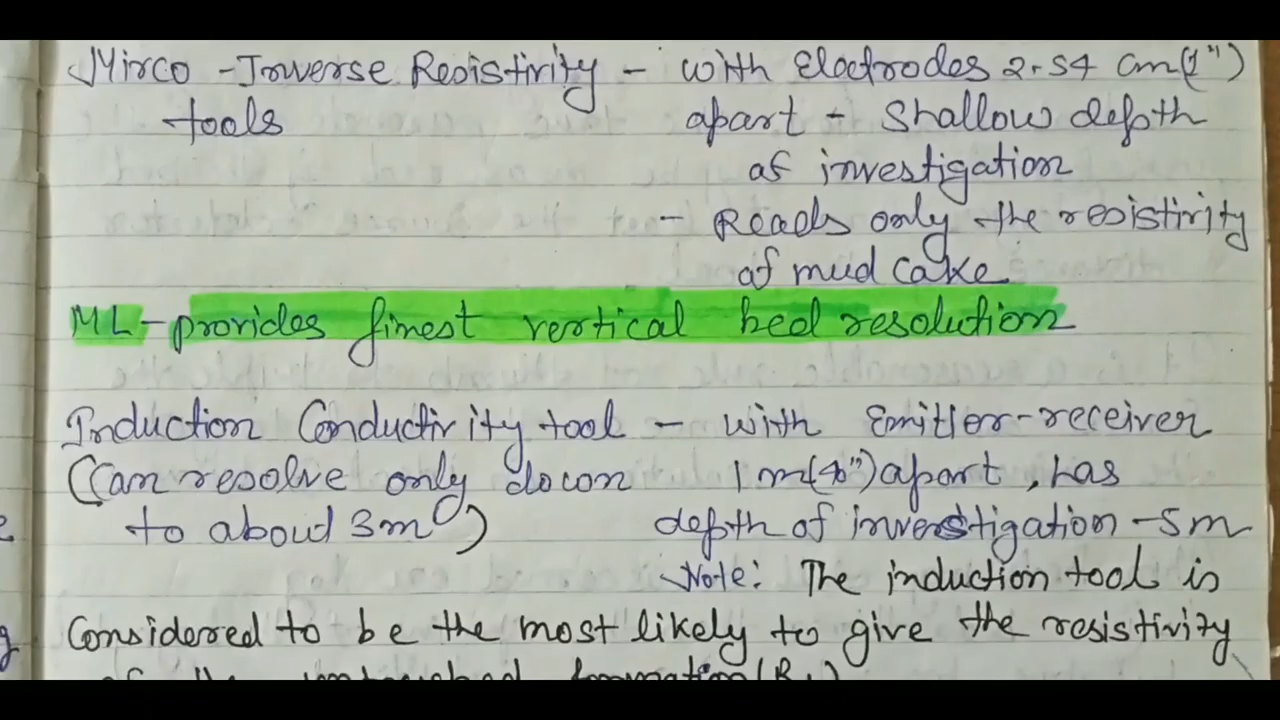 Mirco - Inverse Resistivity - with Electrodes 2.54 cm(1")
tools apart - Shallow depth
of investigation
- Reads only the resistivity
of mud cake
ML - provides finest vertical bed resolution
Induction Conductivity tool - with Emitter-receiver
(Can resolve only down 1m(40") apart, has
to about 3m) depth of investigation - 5m
Note: The induction tool is
Considered to be the most likely to give the resistivity
of the formation